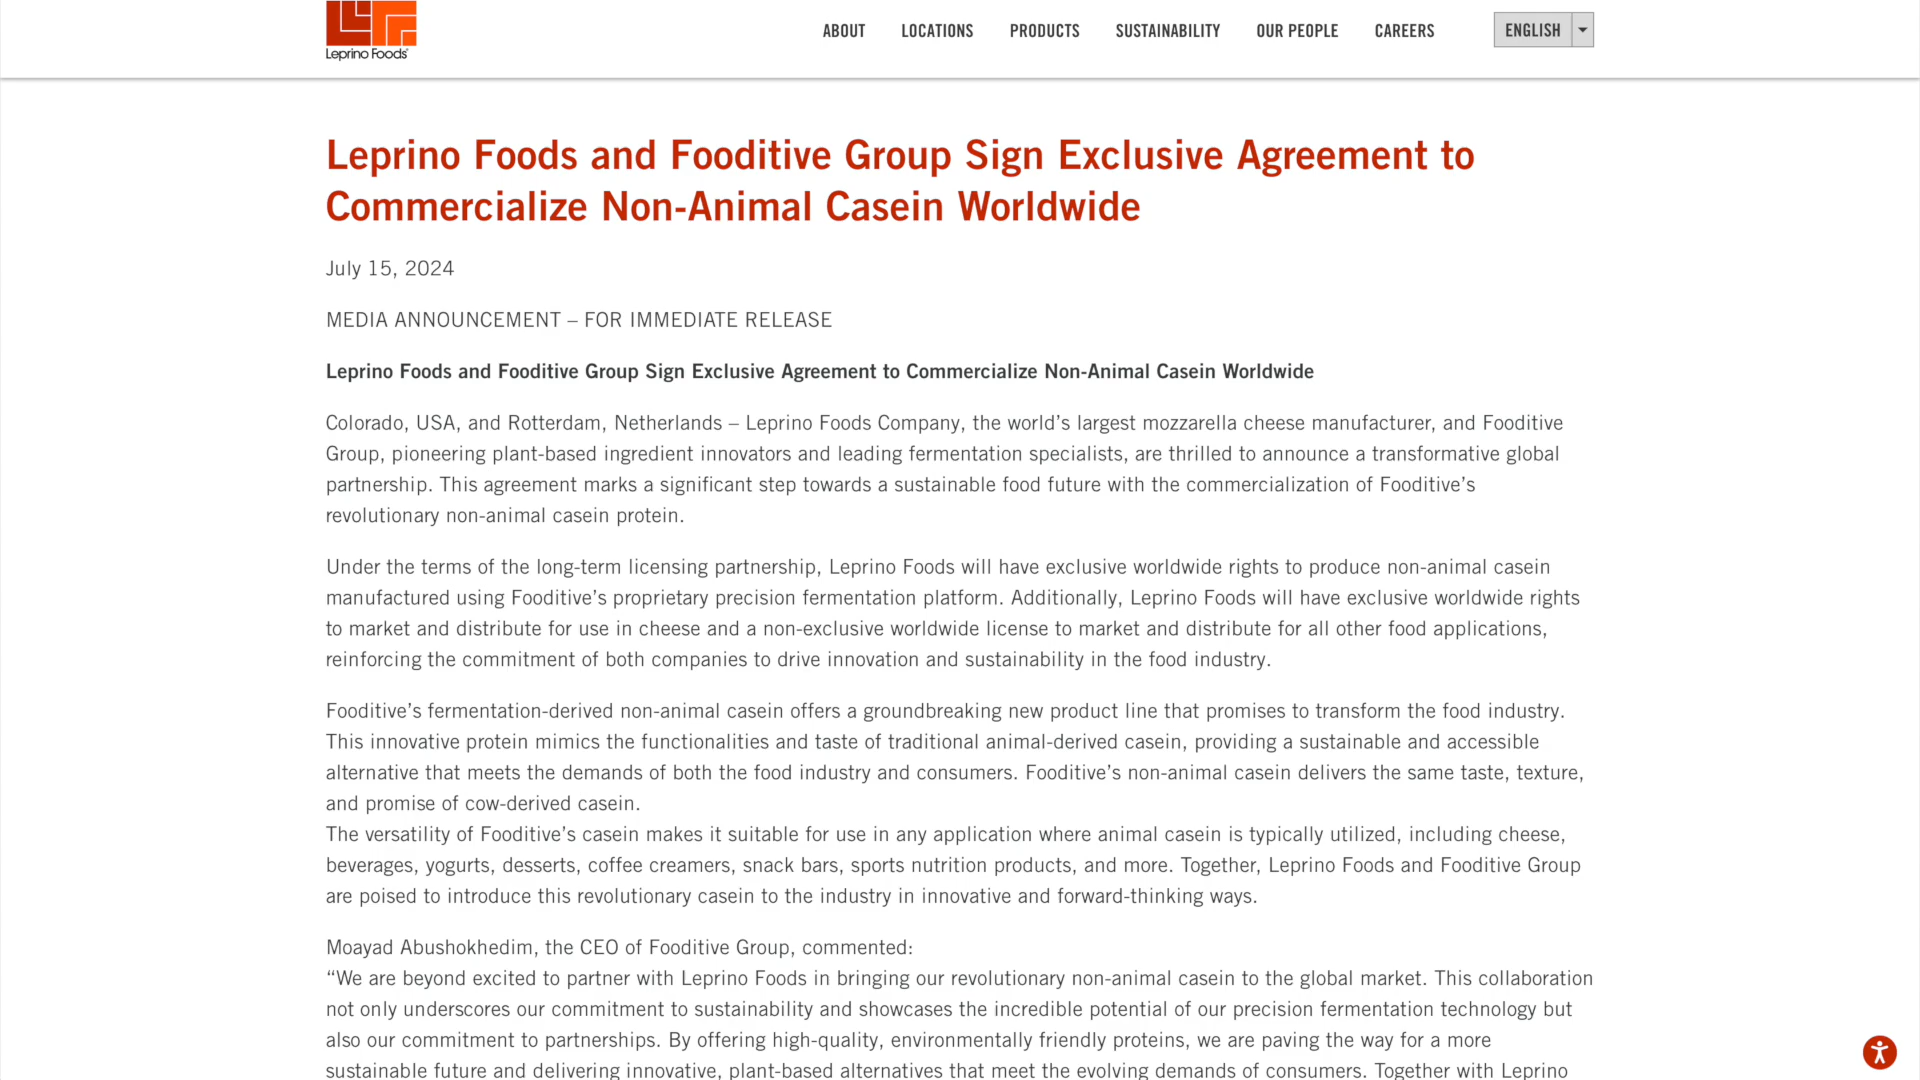 Leprino Foods®
ABOUT
LOCATIONS
PRODUCTS
SUSTAINABILITY
OUR PEOPLE
CAREERS
ENGLISH
Leprino Foods and Fooditive Group Sign Exclusive Agreement to
Commercialize Non-Animal Casein Worldwide
July 15, 2024
MEDIA ANNOUNCEMENT – FOR IMMEDIATE RELEASE
Leprino Foods and Fooditive Group Sign Exclusive Agreement to Commercialize Non-Animal Casein Worldwide
Colorado, USA, and Rotterdam, Netherlands – Leprino Foods Company, the world’s largest mozzarella cheese manufacturer, and Fooditive
Group, pioneering plant-based ingredient innovators and leading fermentation specialists, are thrilled to announce a transformative global
partnership. This agreement marks a significant step towards a sustainable food future with the commercialization of Fooditive’s
revolutionary non-animal casein protein.
Under the terms of the long-term licensing partnership, Leprino Foods will have exclusive worldwide rights to produce non-animal casein
manufactured using Fooditive’s proprietary precision fermentation platform. Additionally, Leprino Foods will have exclusive worldwide rights
to market and distribute for use in cheese and a non-exclusive worldwide license to market and distribute for all other food applications,
reinforcing the commitment of both companies to drive innovation and sustainability in the food industry.
Fooditive’s fermentation-derived non-animal casein offers a groundbreaking new product line that promises to transform the food industry.
This innovative protein mimics the functionalities and taste of traditional animal-derived casein, providing a sustainable and accessible
alternative that meets the demands of both the food industry and consumers. Fooditive’s non-animal casein delivers the same taste, texture,
and promise of cow-derived casein.
The versatility of Fooditive’s casein makes it suitable for use in any application where animal casein is typically utilized, including cheese,
beverages, yogurts, desserts, coffee creamers, snack bars, sports nutrition products, and more. Together, Leprino Foods and Fooditive Group
are poised to introduce this revolutionary casein to the industry in innovative and forward-thinking ways.
Moayad Abushokhedim, the CEO of Fooditive Group, commented:
“We are beyond excited to partner with Leprino Foods in bringing our revolutionary non-animal casein to the global market. This collaboration
not only underscores our commitment to sustainability and showcases the incredible potential of our precision fermentation technology but
also our commitment to partnerships. By offering high-quality, environmentally friendly proteins, we are paving the way for a more
sustainable future and delivering innovative, plant-based alternatives that meet the evolving demands of consumers. Together with Leprino